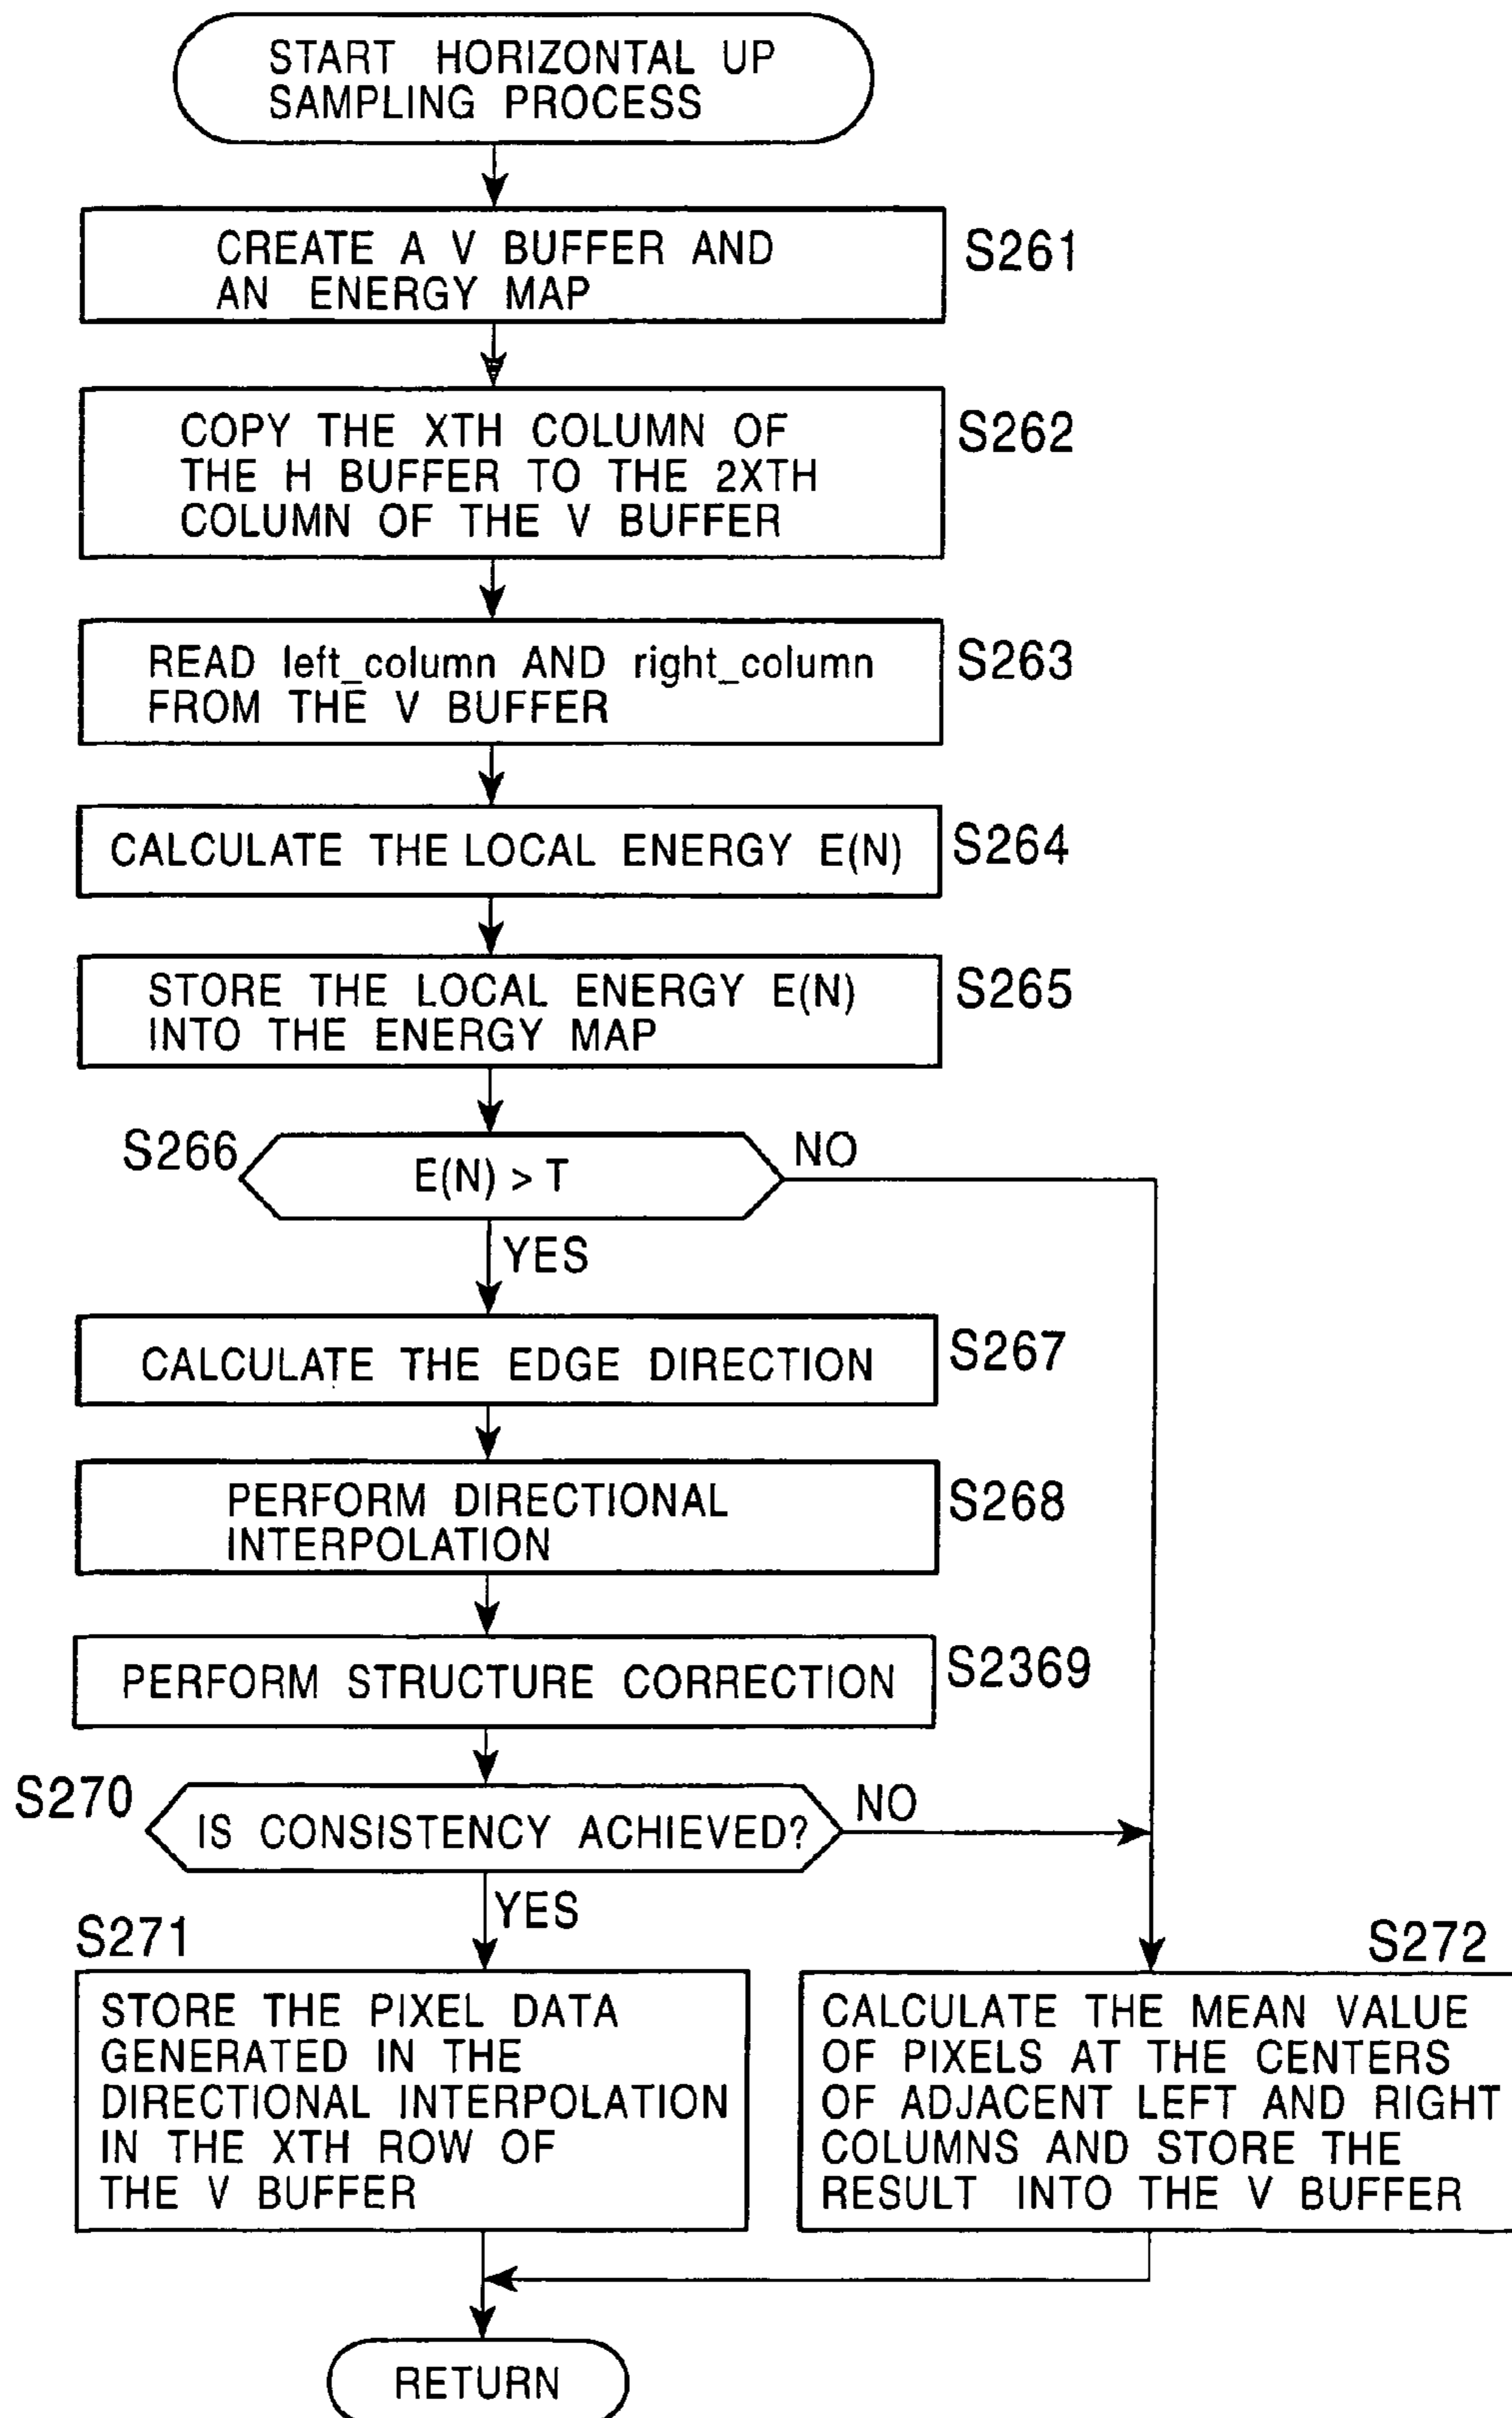 START HORIZONTAL UP
SAMPLING PROCESS
CREATE A V BUFFER AND
AN ENERGY MAP
S261
COPY THE XTH COLUMN OF
THE H BUFFER TO THE 2XTH
COLUMN OF THE V BUFFER
S262
READ left_column AND right_column
FROM THE V BUFFER
S263
CALCULATE THE LOCAL ENERGY E(N)
S264
STORE THE LOCAL ENERGY E(N)
INTO THE ENERGY MAP
S265
S266
E(N) > T
NO
YES
CALCULATE THE EDGE DIRECTION
S267
PERFORM DIRECTIONAL
INTERPOLATION
S268
PERFORM STRUCTURE CORRECTION
S2369
S270
IS CONSISTENCY ACHIEVED?
NO
YES
S271
STORE THE PIXEL DATA
GENERATED IN THE
DIRECTIONAL INTERPOLATION
IN THE XTH ROW OF
THE V BUFFER
S272
CALCULATE THE MEAN VALUE
OF PIXELS AT THE CENTERS
OF ADJACENT LEFT AND RIGHT
COLUMNS AND STORE THE
RESULT INTO THE V BUFFER
RETURN